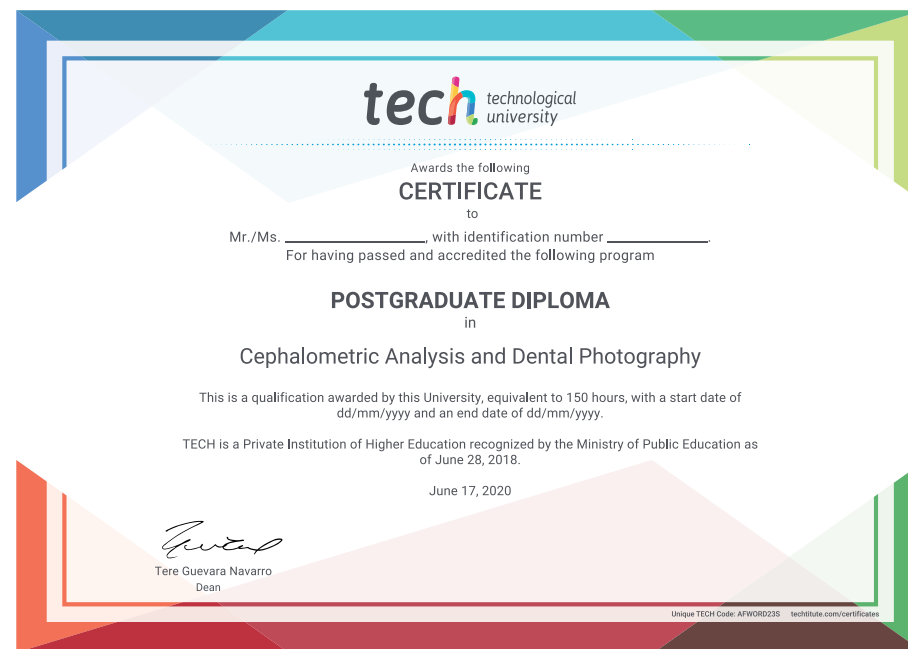 tech technological
university
Awards the following
CERTIFICATE
to
Mr./Ms. ____________________, with identification number ______________.
For having passed and accredited the following program
POSTGRADUATE DIPLOMA
in
Cephalometric Analysis and Dental Photography
This is a qualification awarded by this University, equivalent to 150 hours, with a start date of
dd/mm/yyyy and an end date of dd/mm/yyyy.
TECH is a Private Institution of Higher Education recognized by the Ministry of Public Education as
of June 28, 2018.
June 17, 2020
Tere Guevara Navarro
Dean
Unique TECH Code: AFWORD23S techtitute.com/certificates